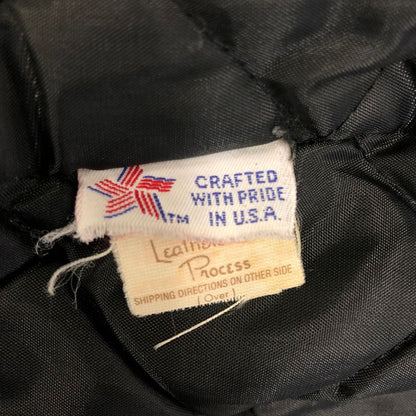 CRAFTED
WITH PRIDE
TM IN U.S.A.
Process
SHIPPING DIRECTIONS ON OTHER SIDE
(Over)